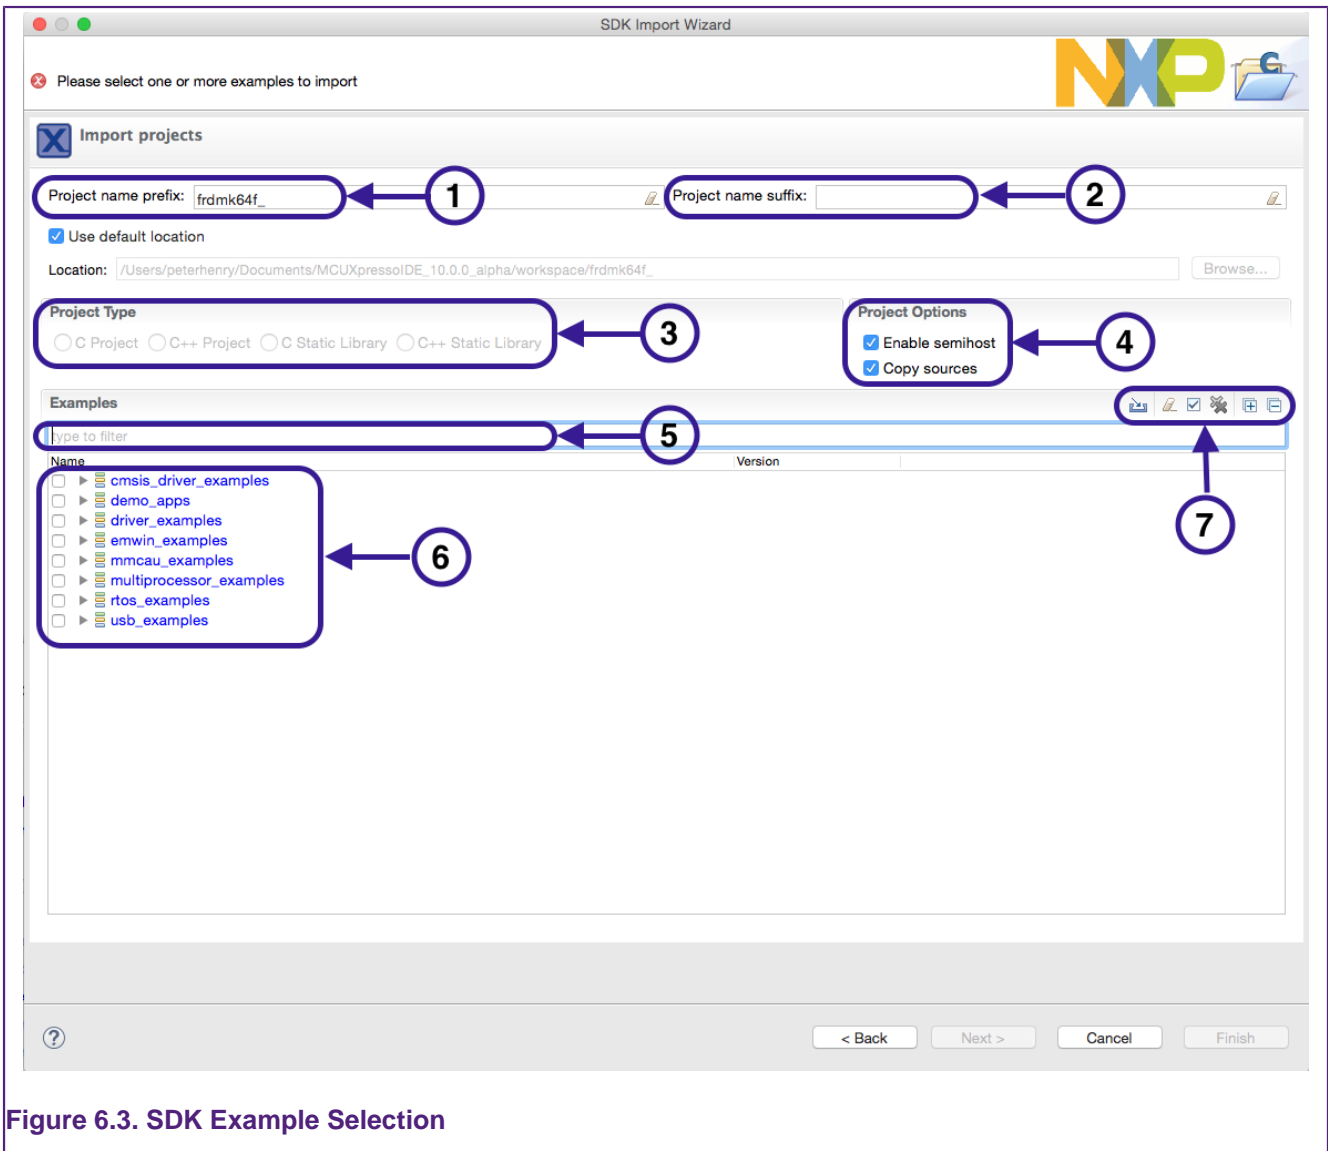 SDK Import Wizard
Please select one or more examples to import
NXP
C
Import projects
Project name prefix: frdmk64f_ 1 Project name suffix: 2
Use default location
Location: /Users/peterhenry/Documents/MCUXpressoIDE_10.0.0_alpha/workspace/frdmk64f_ Browse...
Project Type Project Options
C Project C++ Project C Static Library C++ Static Library 3 Enable semihost 4
Copy sources
Examples
type to filter 5
Name Version
cmsis_driver_examples
demo_apps
driver_examples 7
emwin_examples
mmcau_examples 6
multiprocessor_examples
rtos_examples
usb_examples
? < Back Next > Cancel Finish
Figure 6.3. SDK Example Selection